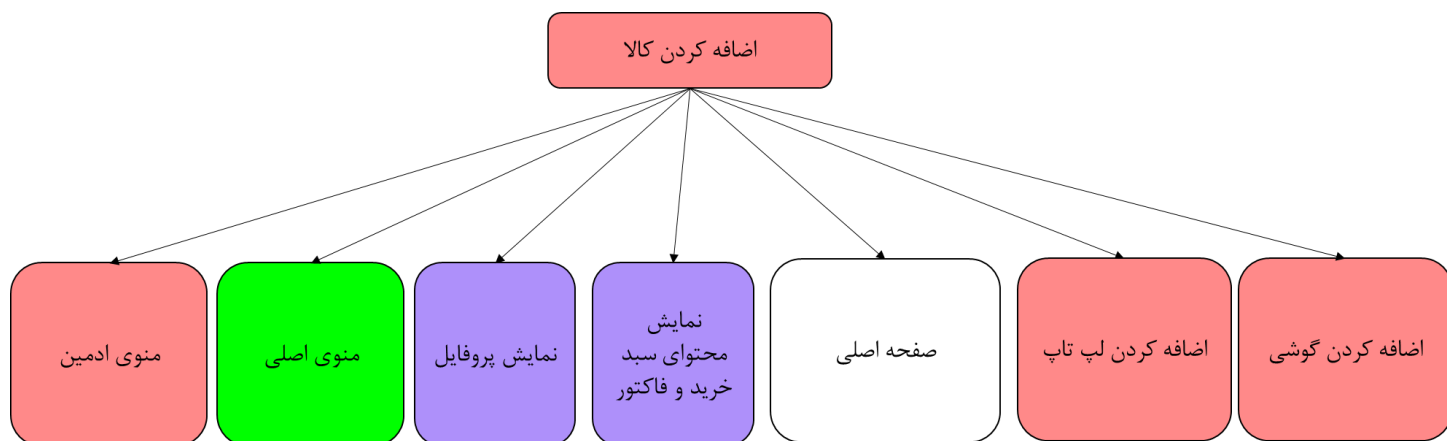 اضافه کردن کالا
اضافه کردن گوشی
اضافه کردن لپ تاپ
صفحه اصلی
نمایش
محتوای سبد
خرید و فاکتور
نمایش پروفایل
منوی اصلی
منوی ادمین